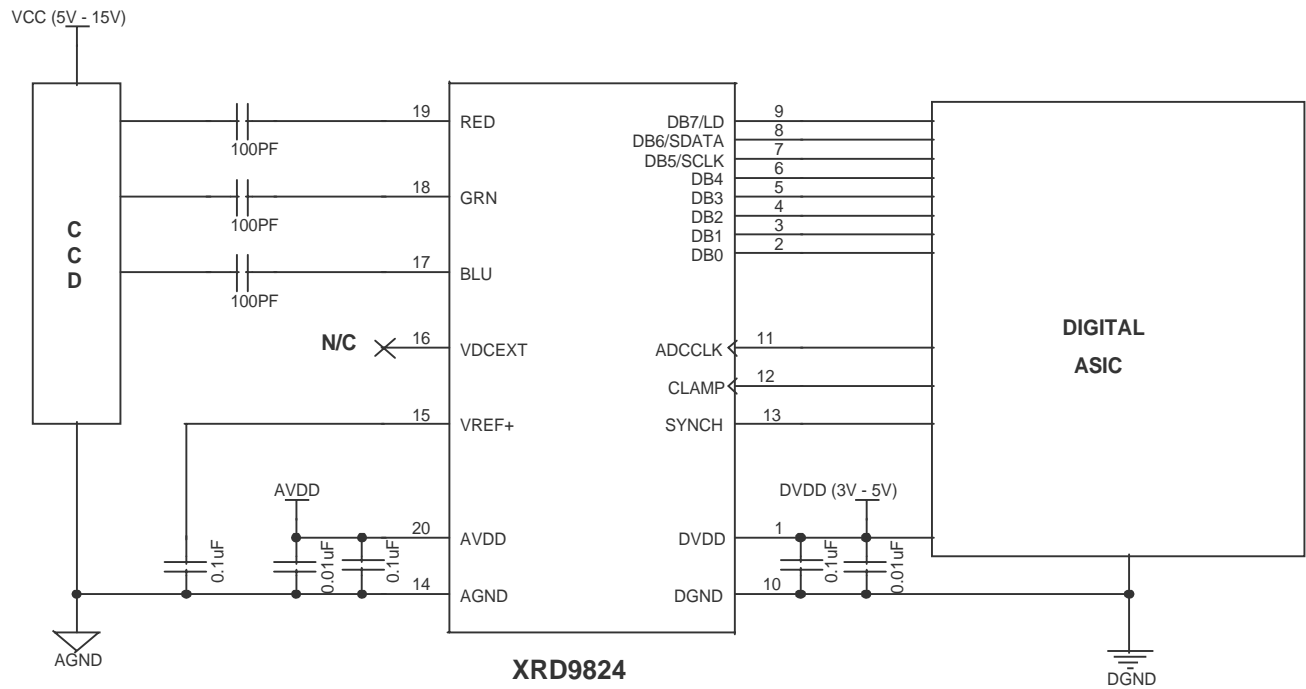 VCC (5V - 15V)
CCD
100PF
100PF
100PF
N/C
19 RED
18 GRN
17 BLU
16 VDCEXT
15 VREF+
20 AVDD
14 AGND
AVDD
0.1uF
0.01uF
0.1uF
AGND
DB7/LD 9
DB6/SDATA 8
DB5/SCLK 7
DB4 6
DB3 5
DB2 4
DB1 3
DB0 2
ADCCLK 11
CLAMP 12
SYNCH 13
DVDD (3V - 5V)
DVDD 1
DGND 10
0.1uF
0.01uF
XRD9824
DIGITAL
ASIC
DGND